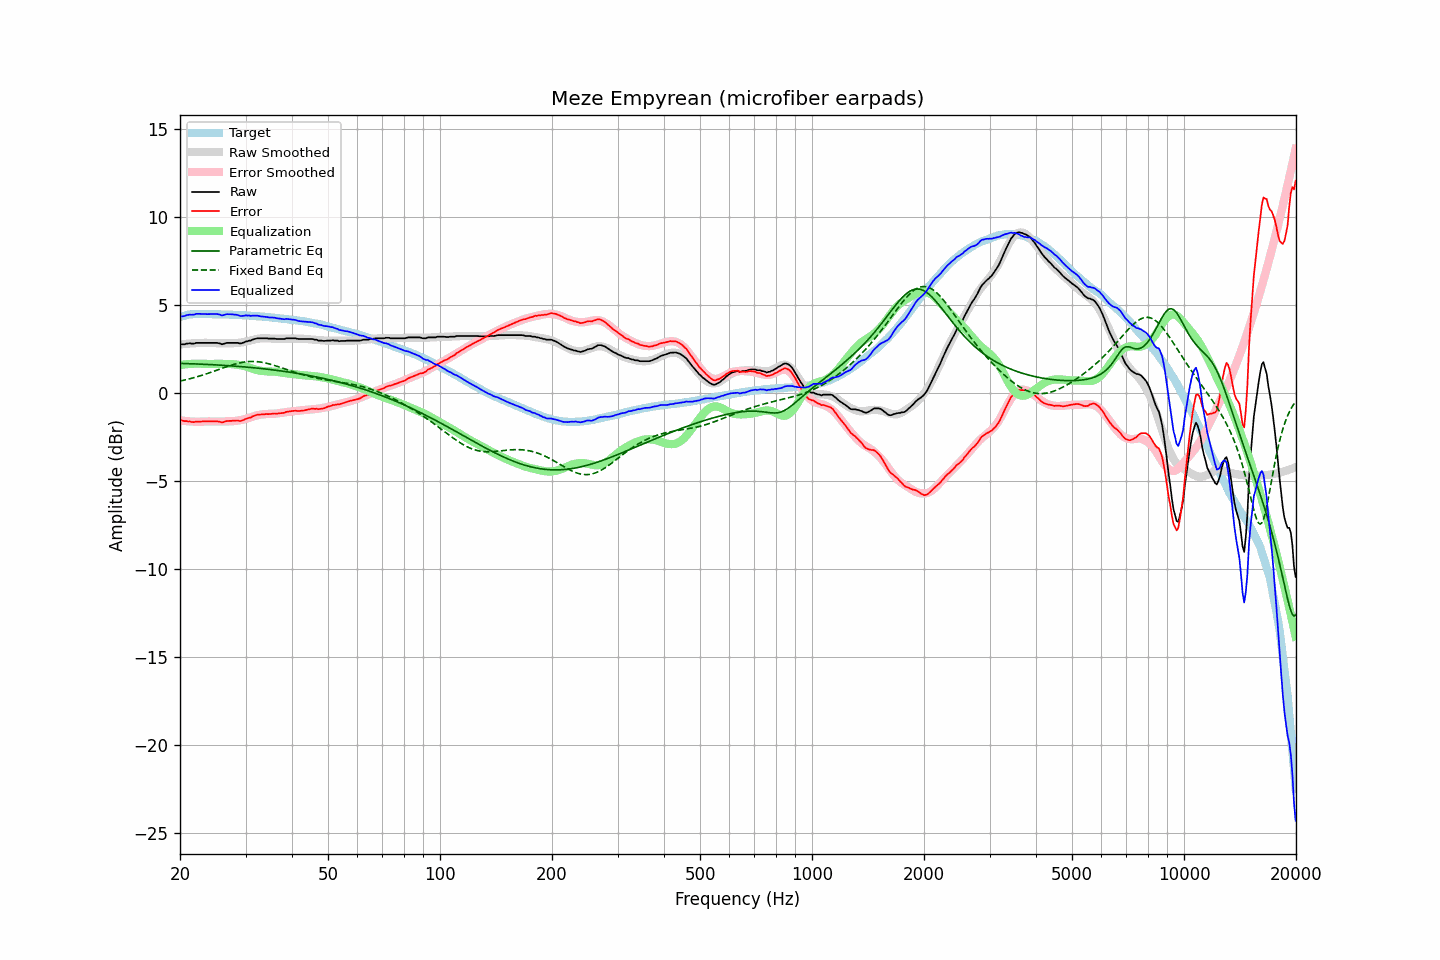 Meze Empyrean (microfiber earpads)
Target
Raw Smoothed
Error Smoothed
Raw
Error
Equalization
Parametric Eq
Fixed Band Eq
Equalized
15
10
5
0
−5
−10
−15
−20
−25
Amplitude (dBr)
20 50 100 200 500 1000 2000 5000 10000 20000
Frequency (Hz)